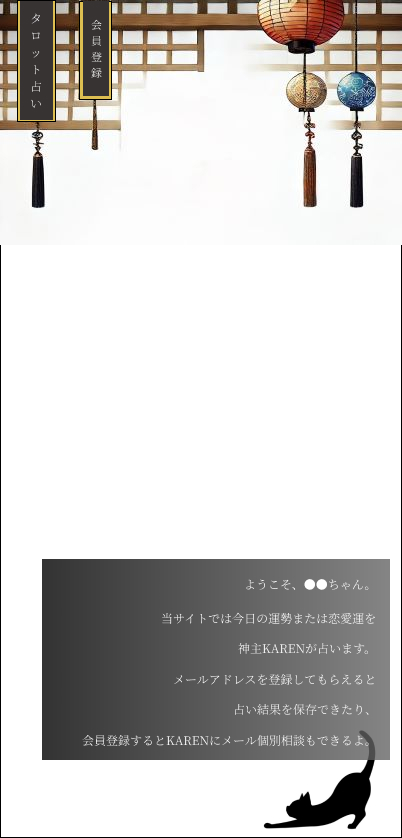 タロット占い
会員登録
ようこそ、●●ちゃん。
当サイトでは今日の運勢または恋愛運を
神主KARENが占います。
メールアドレスを登録してもらえると
占い結果を保存できたり、
会員登録するとKARENにメール個別相談もできるよ。